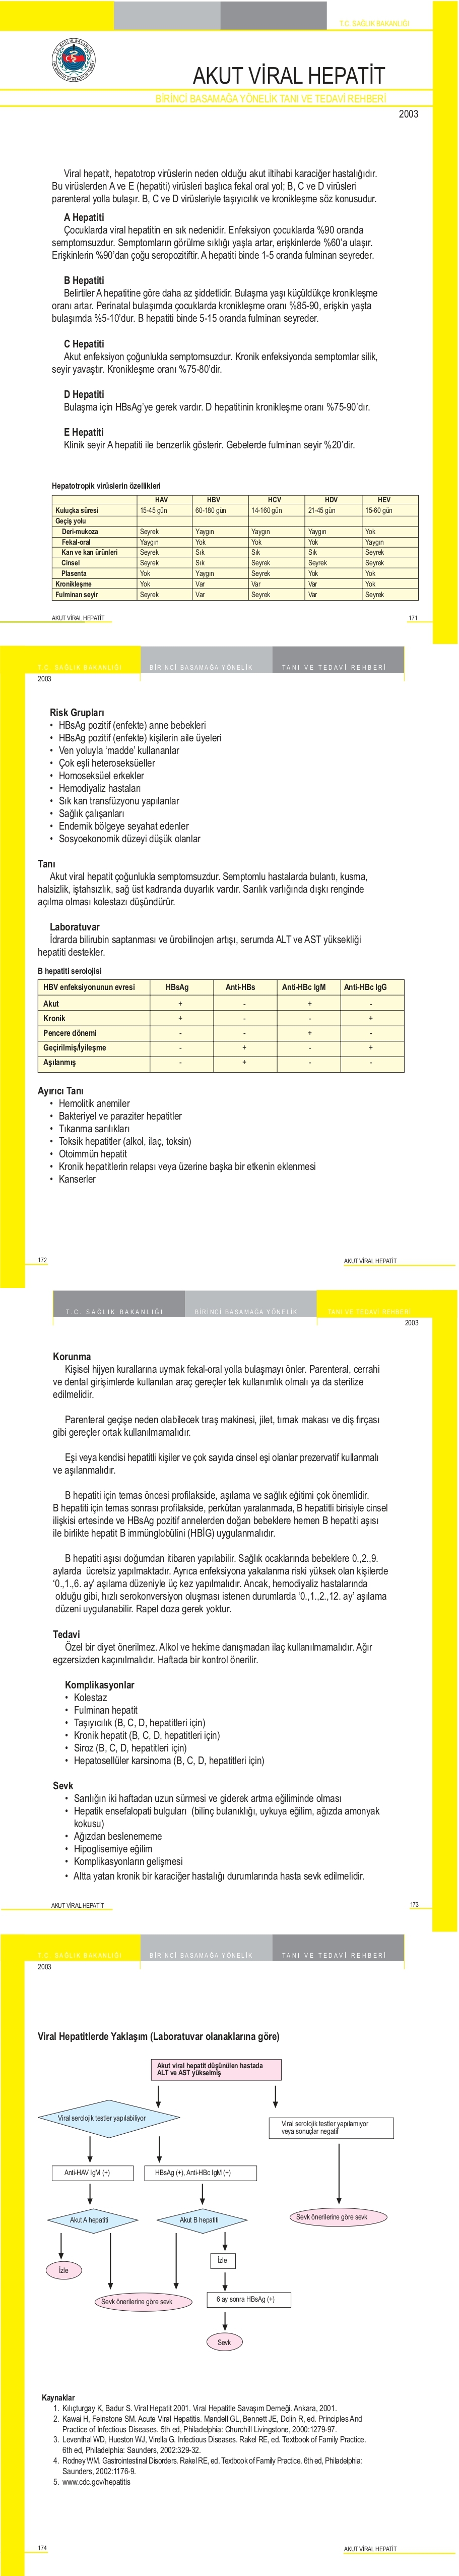 T.C. SAĞLIK BAKANLIĞI
AKUT VİRAL HEPATİT
BİRİNCİ BASAMAĞA YÖNELİK TANI VE TEDAVİ REHBERİ
2003
Viral hepatit, hepatotrop virüslerin neden olduğu akut iltihabi karaciğer hastalığıdır.
Bu virüslerden A ve E (hepatiti) virüsleri başlıca fekal oral yol; B, C ve D virüsleri
parenteral yolla bulaşır. B, C ve D virüsleriyle taşıyıcılık ve kronikleşme söz konusudur.
A Hepatiti
Çocuklarda viral hepatitin en sık nedenidir. Enfeksiyon çocuklarda %90 oranda
semptomsuzdur. Semptomların görülme sıklığı yaşla artar, erişkinlerde %60’a ulaşır.
Erişkinlerin %90’dan çoğu seropozitiftir. A hepatiti binde 1-5 oranda fulminan seyreder.
B Hepatiti
Belirtiler A hepatitine göre daha az şiddetlidir. Bulaşma yaşı küçüldükçe kronikleşme
oranı artar. Perinatal bulaşımda çocuklarda kronikleşme oranı %85-90, erişkin yaşta
bulaşımda %5-10’dur. B hepatiti binde 5-15 oranda fulminan seyreder.
C Hepatiti
Akut enfeksiyon çoğunlukla semptomsuzdur. Kronik enfeksiyonda semptomlar silik,
seyir yavaştır. Kronikleşme oranı %75-80’dir.
D Hepatiti
Bulaşma için HBsAg’ye gerek vardır. D hepatitinin kronikleşme oranı %75-90’dır.
E Hepatiti
Klinik seyir A hepatiti ile benzerlik gösterir. Gebelerde fulminan seyir %20’dir.
Hepatotropik virüslerin özellikleri
HAV HBV HCV HDV HEV
Kuluçka süresi 15-45 gün 60-180 gün 14-160 gün 21-45 gün 15-60 gün
Geçiş yolu
Deri-mukoza Seyrek Yaygın Yaygın Yaygın Yok
Fekal-oral Yaygın Yok Yok Yok Yaygın
Kan ve kan ürünleri Seyrek Sık Sık Sık Seyrek
Cinsel Seyrek Sık Seyrek Seyrek Seyrek
Plasenta Yok Yaygın Seyrek Yok Yok
Kronikleşme Yok Var Var Var Yok
Fulminan seyir Seyrek Var Seyrek Var Seyrek
AKUT VİRAL HEPATİT 171
T.C. SAĞLIK BAKANLIĞI BİRİNCİ BASAMAĞA YÖNELİK TANI VE TEDAVİ REHBERİ
2003
Risk Grupları
• HBsAg pozitif (enfekte) anne bebekleri
• HBsAg pozitif (enfekte) kişilerin aile üyeleri
• Ven yoluyla ‘madde’ kullananlar
• Çok eşli heteroseksüeller
• Homoseksüel erkekler
• Hemodiyaliz hastaları
• Sık kan transfüzyonu yapılanlar
• Sağlık çalışanları
• Endemik bölgeye seyahat edenler
• Sosyoekonomik düzeyi düşük olanlar
Tanı
Akut viral hepatit çoğunlukla semptomsuzdur. Semptomlu hastalarda bulantı, kusma,
halsizlik, iştahsızlık, sağ üst kadranda duyarlık vardır. Sarılık varlığında dışkı renginde
açılma olması kolestazı düşündürür.
Laboratuvar
İdrarda bilirubin saptanması ve ürobilinojen artışı, serumda ALT ve AST yüksekliği
hepatiti destekler.
B hepatiti serolojisi
HBV enfeksiyonunun evresi HBsAg Anti-HBs Anti-HBc IgM Anti-HBc IgG
Akut + - + -
Kronik + - - +
Pencere dönemi - - + -
Geçirilmiş/İyileşme - + - +
Aşılanmış - + - -
Ayırıcı Tanı
• Hemolitik anemiler
• Bakteriyel ve paraziter hepatitler
• Tıkanma sarılıkları
• Toksik hepatitler (alkol, ilaç, toksin)
• Otoimmün hepatit
• Kronik hepatitlerin relapsı veya üzerine başka bir etkenin eklenmesi
• Kanserler
172 AKUT VİRAL HEPATİT
T.C. SAĞLIK BAKANLIĞI BİRİNCİ BASAMAĞA YÖNELİK TANI VE TEDAVİ REHBERİ
2003
Korunma
Kişisel hijyen kurallarına uymak fekal-oral yolla bulaşmayı önler. Parenteral, cerrahi
ve dental girişimlerde kullanılan araç gereçler tek kullanımlık olmalı ya da sterilize
edilmelidir.
Parenteral geçişe neden olabilecek tıraş makinesi, jilet, tırnak makası ve diş fırçası
gibi gereçler ortak kullanılmamalıdır.
Eşi veya kendisi hepatitli kişiler ve çok sayıda cinsel eşi olanlar prezervatif kullanmalı
ve aşılanmalıdır.
B hepatiti için temas öncesi profilakside, aşılama ve sağlık eğitimi çok önemlidir.
B hepatiti için temas sonrası profilakside, perkütan yaralanmada, B hepatitli birisiyle cinsel
ilişkisi ertesinde ve HBsAg pozitif annelerden doğan bebeklere hemen B hepatiti aşısı
ile birlikte hepatit B immünglobülini (HBİG) uygulanmalıdır.
B hepatiti aşısı doğumdan itibaren yapılabilir. Sağlık ocaklarında bebeklere 0.,2.,9.
aylarda ücretsiz yapılmaktadır. Ayrıca enfeksiyona yakalanma riski yüksek olan kişilerde
‘0.,1.,6. ay’ aşılama düzeniyle üç kez yapılmalıdır. Ancak, hemodiyaliz hastalarında
olduğu gibi, hızlı serokonversiyon oluşması istenen durumlarda ‘0.,1.,2.,12. ay’ aşılama
düzeni uygulanabilir. Rapel doza gerek yoktur.
Tedavi
Özel bir diyet önerilmez. Alkol ve hekime danışmadan ilaç kullanılmamalıdır. Ağır
egzersizden kaçınılmalıdır. Haftada bir kontrol önerilir.
Komplikasyonlar
• Kolestaz
• Fulminan hepatit
• Taşıyıcılık (B, C, D, hepatitleri için)
• Kronik hepatit (B, C, D, hepatitleri için)
• Siroz (B, C, D, hepatitleri için)
• Hepatosellüler karsinoma (B, C, D, hepatitleri için)
Sevk
• Sarılığın iki haftadan uzun sürmesi ve giderek artma eğiliminde olması
• Hepatik ensefalopati bulguları (bilinç bulanıklığı, uykuya eğilim, ağızda amonyak
kokusu)
• Ağızdan beslenememe
• Hipoglisemiye eğilim
• Komplikasyonların gelişmesi
• Altta yatan kronik bir karaciğer hastalığı durumlarında hasta sevk edilmelidir.
AKUT VİRAL HEPATİT 173
T.C. SAĞLIK BAKANLIĞI BİRİNCİ BASAMAĞA YÖNELİK TANI VE TEDAVİ REHBERİ
2003
Viral Hepatitlerde Yaklaşım (Laboratuvar olanaklarına göre)
Akut viral hepatit düşünülen hastada
ALT ve AST yükselmiş
Viral serolojik testler yapılabiliyor
Viral serolojik testler yapılamıyor
veya sonuçlar negatif
Anti-HAV IgM (+) HBsAg (+), Anti-HBc IgM (+)
Akut A hepatiti Akut B hepatiti Sevk önerilerine göre sevk
İzle
İzle
Sevk önerilerine göre sevk 6 ay sonra HBsAg (+)
Sevk
Kaynaklar
1. Kılıçturgay K, Badur S. Viral Hepatit 2001. Viral Hepatitle Savaşım Derneği. Ankara, 2001.
2. Kawai H, Feinstone SM. Acute Viral Hepatitis. Mandell GL, Bennett JE, Dolin R, ed. Principles And
Practice of Infectious Diseases. 5th ed, Philadelphia: Churchill Livingstone, 2000:1279-97.
3. Leventhal WD, Hueston WJ, Virella G. Infectious Diseases. Rakel RE, ed. Textbook of Family Practice.
6th ed, Philadelphia: Saunders, 2002:329-32.
4. Rodney WM. Gastrointestinal Disorders. Rakel RE, ed. Textbook of Family Practice. 6th ed, Philadelphia:
Saunders, 2002:1176-9.
5. www.cdc.gov/hepatitis
174 AKUT VİRAL HEPATİT